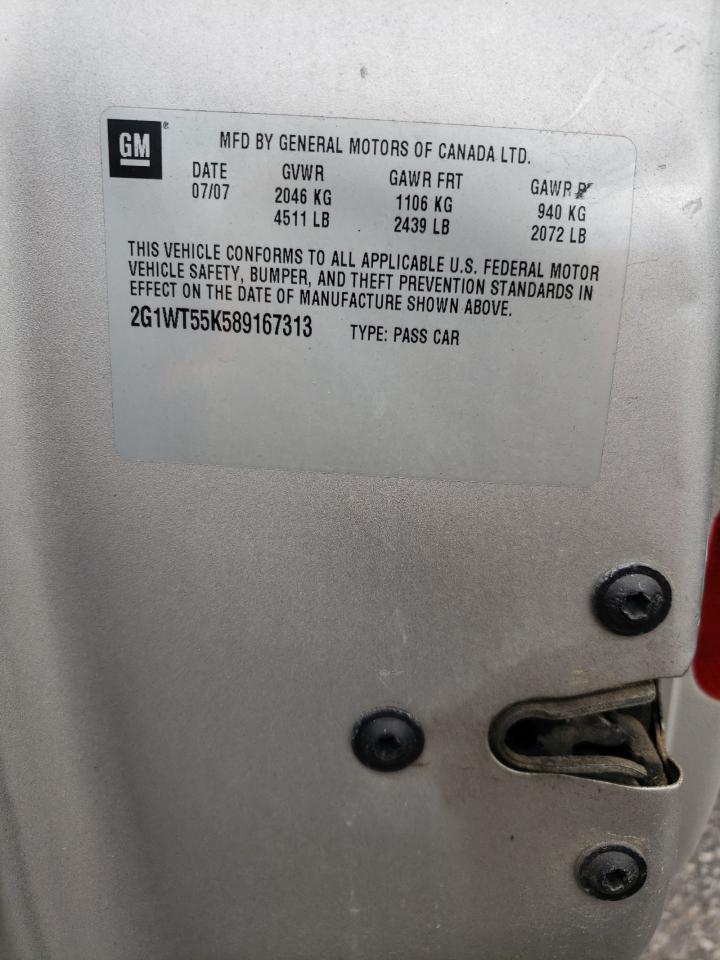 GM ® MFD BY GENERAL MOTORS OF CANADA LTD.
DATE GVWR GAWR FRT GAWR
07/07 2046 KG 1106 KG 940 KG
4511 LB 2439 LB 2072 LB
THIS VEHICLE CONFORMS TO ALL APPLICABLE U.S. FEDERAL MOTOR
VEHICLE SAFETY, BUMPER, AND THEFT PREVENTION STANDARDS IN
EFFECT ON THE DATE OF MANUFACTURE SHOWN ABOVE.
2G1WT55K589167313 TYPE: PASS CAR